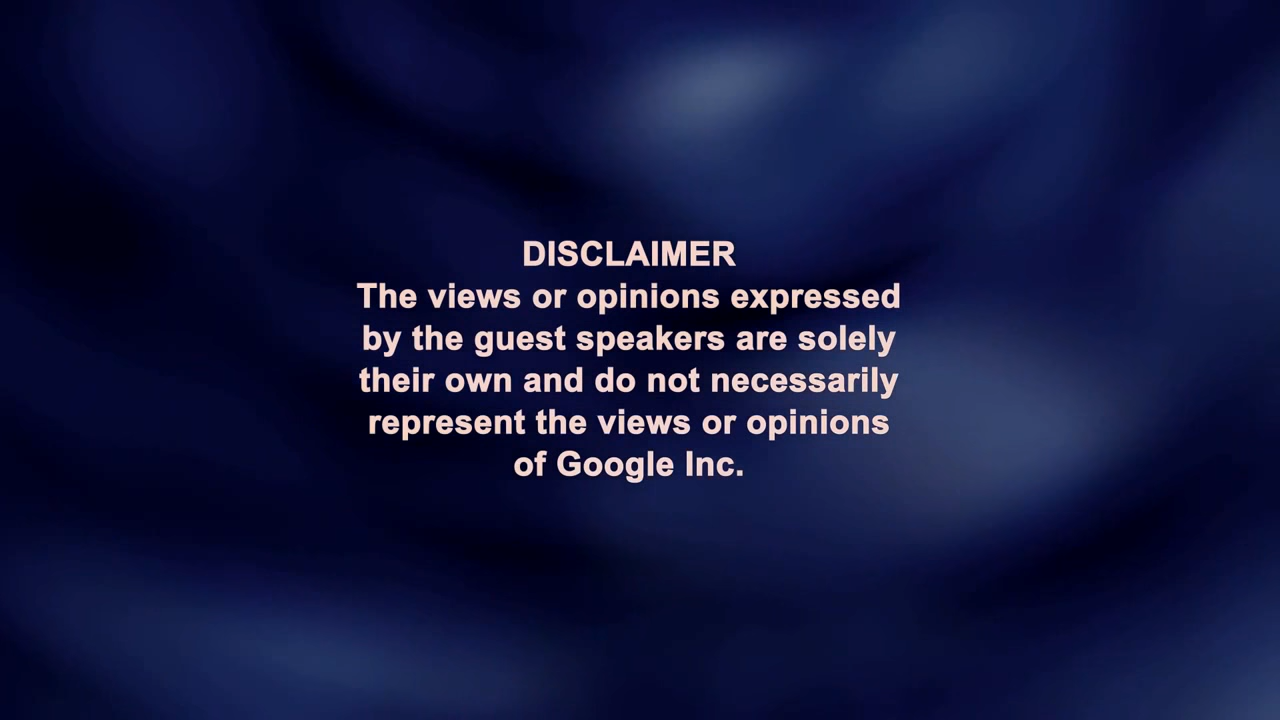 DISCLAIMER
The views or opinions expressed
by the guest speakers are solely
their own and do not necessarily
represent the views or opinions
of Google Inc.